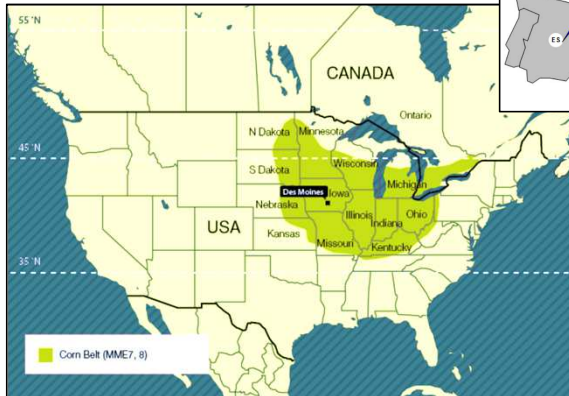 55 °N
ES
CANADA
Ontario
N Dakota
Minnesota
45 °N
Wisconsin
S Dakota
Michigan
Des Moines
Iowa
Nebraska
Ohio
Illinois
Indiana
USA
Kansas
Missouri
Kentucky
35 °N
Corn Belt (MME7, 8)